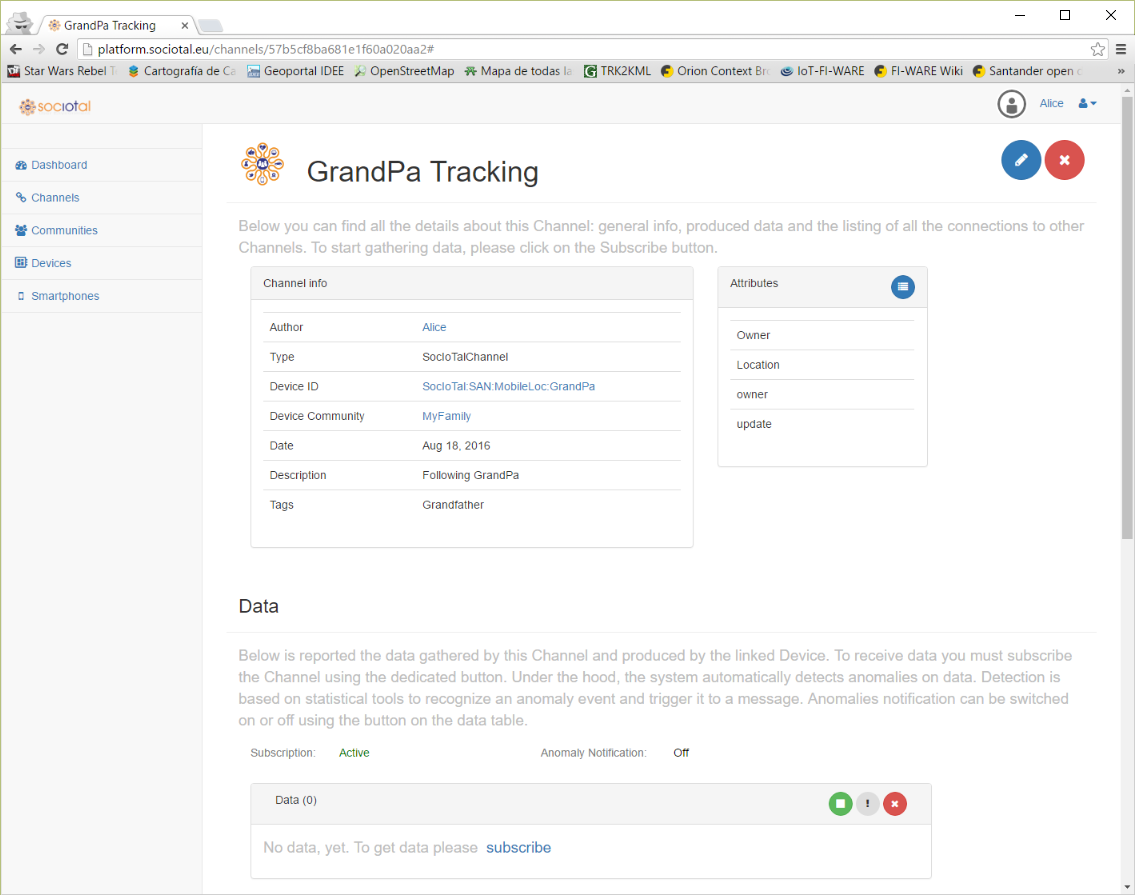 GrandPa Tracking
platform.sociotal.eu/channels/57b5cf8ba681e1f60a020aa2#
Star Wars Rebel T Cartografía de Ca Geoportal IDEE OpenStreetMap Mapa de todas la TRK2KML Orion Context Bro IoT-FI-WARE FI-WARE Wiki Santander open d »
sociotal
Alice
Dashboard
Channels
Communities
Devices
Smartphones
GrandPa Tracking
Below you can find all the details about this Channel: general info, produced data and the listing of all the connections to other
Channels. To start gathering data, please click on the Subscribe button.
Channel info
Author Alice
Type SocIoTalChannel
Device ID SocIoTal:SAN:MobileLoc:GrandPa
Device Community MyFamily
Date Aug 18, 2016
Description Following GrandPa
Tags Grandfather
Attributes
Owner
Location
owner
update
Data
Below is reported the data gathered by this Channel and produced by the linked Device. To receive data you must subscribe
the Channel using the dedicated button. Under the hood, the system automatically detects anomalies on data. Detection is
based on statistical tools to recognize an anomaly event and trigger it to a message. Anomalies notification can be switched
on or off using the button on the data table.
Subscription: Active Anomaly Notification: Off
Data (0) !
No data, yet. To get data please subscribe